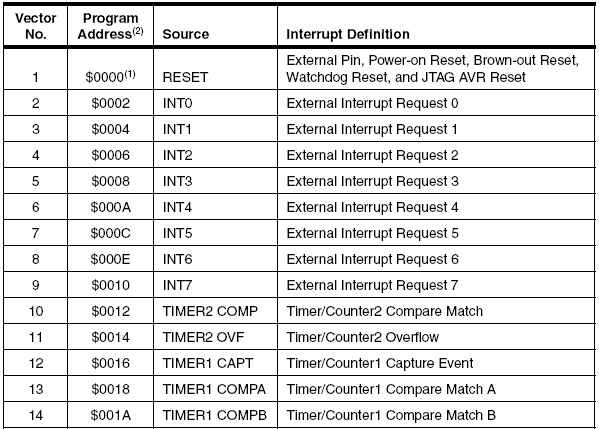 Vector No. Program Address(2) Source Interrupt Definition
1 $0000(1) RESET External Pin, Power-on Reset, Brown-out Reset, Watchdog Reset, and JTAG AVR Reset
2 $0002 INT0 External Interrupt Request 0
3 $0004 INT1 External Interrupt Request 1
4 $0006 INT2 External Interrupt Request 2
5 $0008 INT3 External Interrupt Request 3
6 $000A INT4 External Interrupt Request 4
7 $000C INT5 External Interrupt Request 5
8 $000E INT6 External Interrupt Request 6
9 $0010 INT7 External Interrupt Request 7
10 $0012 TIMER2 COMP Timer/Counter2 Compare Match
11 $0014 TIMER2 OVF Timer/Counter2 Overflow
12 $0016 TIMER1 CAPT Timer/Counter1 Capture Event
13 $0018 TIMER1 COMPA Timer/Counter1 Compare Match A
14 $001A TIMER1 COMPB Timer/Counter1 Compare Match B